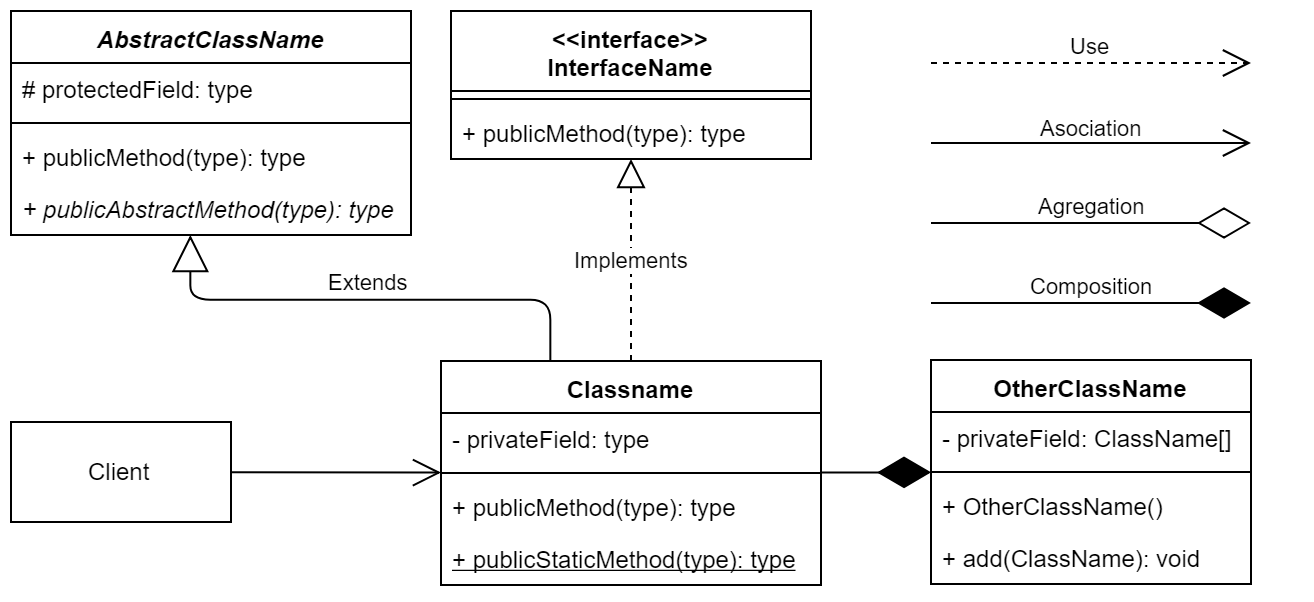 AbstractClassName
# protectedField: type
+ publicMethod(type): type
+ publicAbstractMethod(type): type
<<interface>>
InterfaceName
+ publicMethod(type): type
Use
Asociation
Agregation
Composition
Extends
Implements
Client
Classname
- privateField: type
+ publicMethod(type): type
+ publicStaticMethod(type): type
OtherClassName
- privateField: ClassName[]
+ OtherClassName()
+ add(ClassName): void